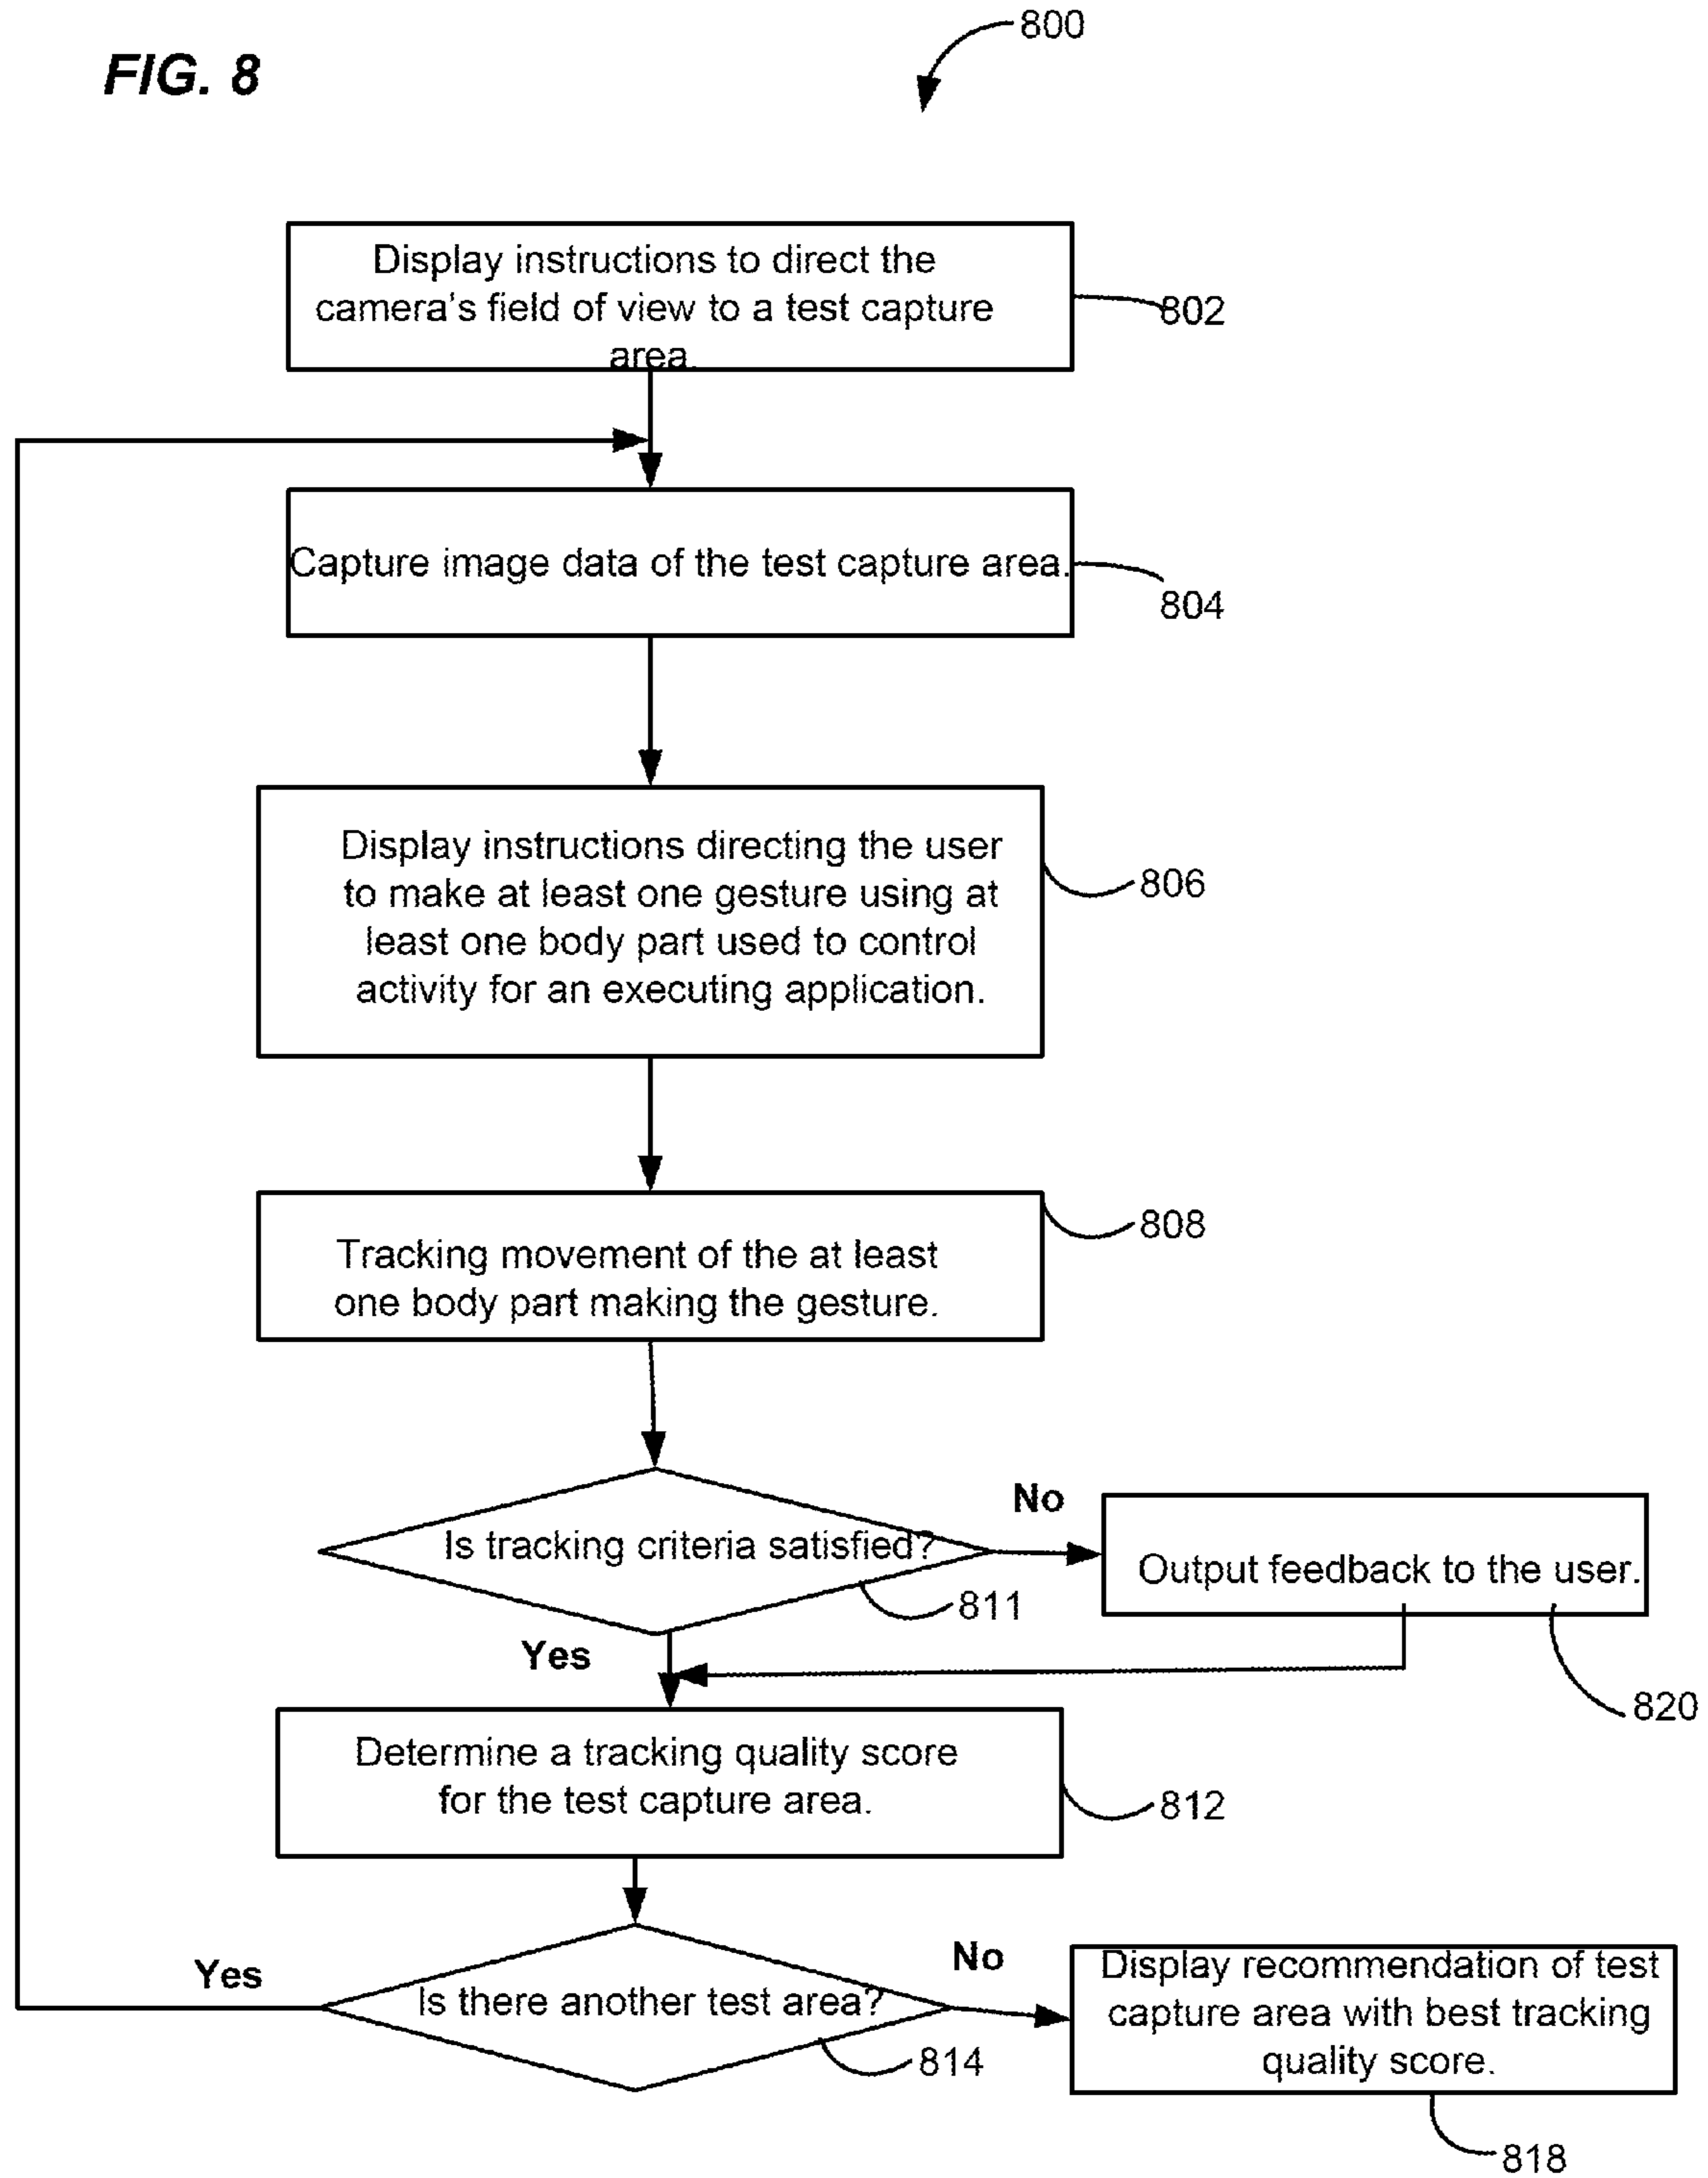 FIG. 8
800
Display instructions to direct the
camera's field of view to a test capture
area.
802
Capture image data of the test capture area.
804
Display instructions directing the user
to make at least one gesture using at
least one body part used to control
activity for an executing application.
806
808
Tracking movement of the at least
one body part making the gesture.
No
Is tracking criteria satisfied?
811
Output feedback to the user.
Yes
820
Determine a tracking quality score
for the test capture area.
812
Yes
No
Is there another test area?
814
Display recommendation of test
capture area with best tracking
quality score.
818